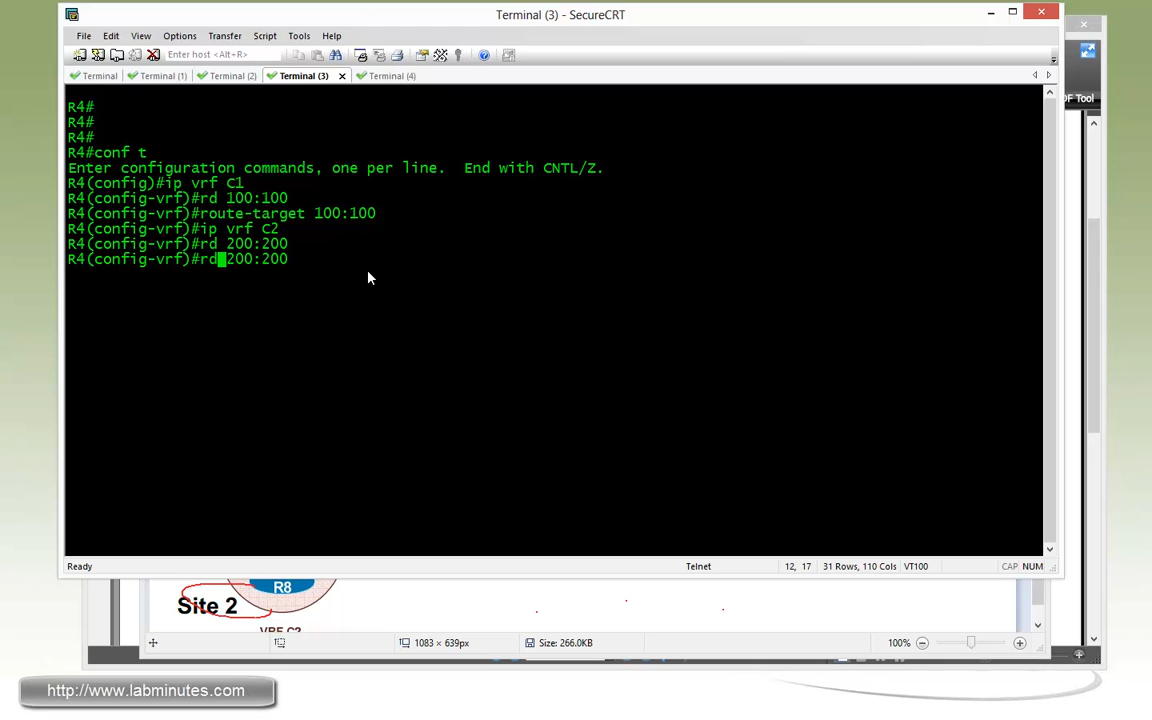 Terminal (3) - SecureCRT
File Edit View Options Transfer Script Tools Help
Enter host <Alt+R>
Terminal Terminal (1) Terminal (2) Terminal (3) Terminal (4)
DF Tool
R4#
R4#
R4#
R4#conf t
Enter configuration commands, one per line.  End with CNTL/Z.
R4(config)#ip vrf C1
R4(config-vrf)#rd 100:100
R4(config-vrf)#route-target 100:100
R4(config-vrf)#ip vrf C2
R4(config-vrf)#rd 200:200
R4(config-vrf)#rd 200:200
Ready Telnet 12, 17 31 Rows, 110 Cols VT100 CAP NUM
R8
Site 2
VRF C2
1083 × 639px Size: 266.0KB 100%
http://www.labminutes.com